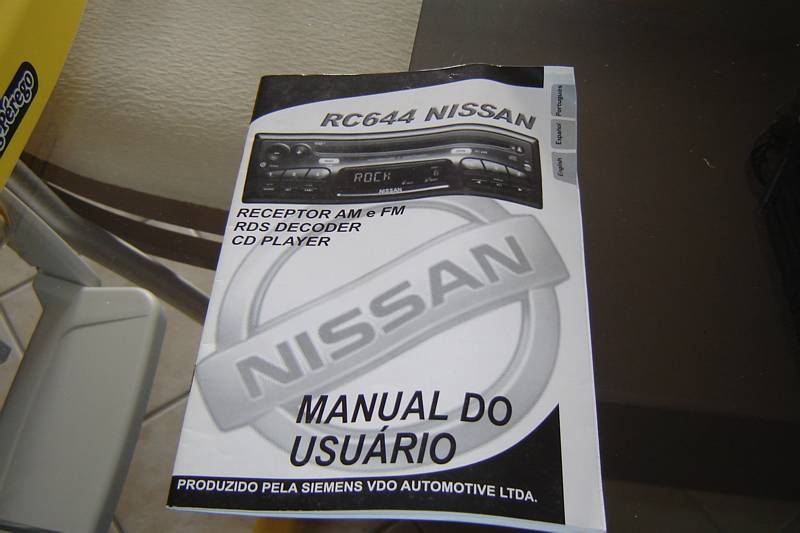 Pérego
RC644 NISSAN
Português
Español
English
ROCK
NISSAN
RECEPTOR AM e FM
RDS DECODER
CD PLAYER
NISSAN
MANUAL DO
USUÁRIO
PRODUZIDO PELA SIEMENS VDO AUTOMOTIVE LTDA.